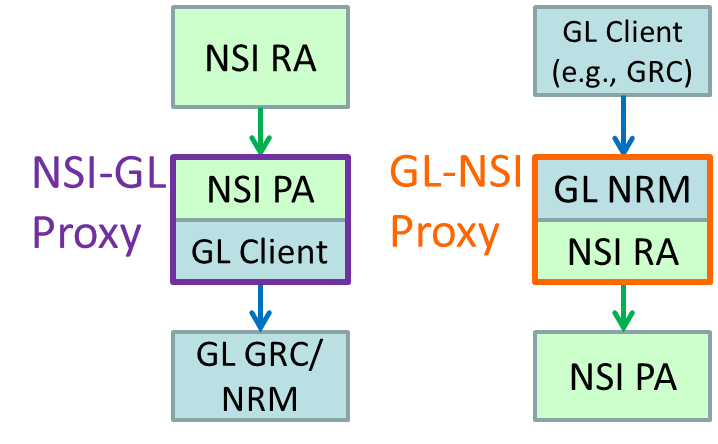 NSI RA
NSI-GL
Proxy
NSI PA
GL Client
GL GRC/
NRM
GL Client
(e.g., GRC)
GL-NSI
Proxy
GL NRM
NSI RA
NSI PA